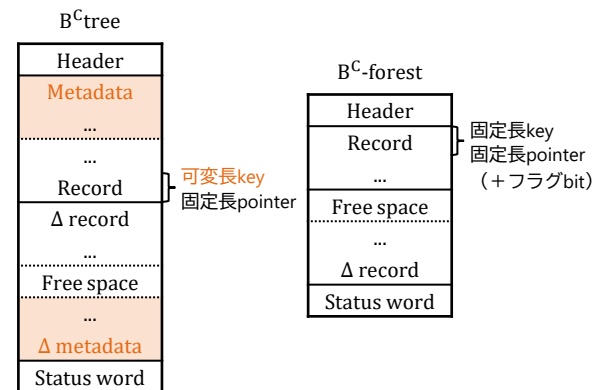 B^C tree
Header
Metadata
...
...
Record
Δ record
...
Free space
...
Δ metadata
Status word
可変長key
固定長pointer
B^C-forest
Header
Record
...
Free space
...
Δ record
Status word
固定長key
固定長pointer
（＋フラグbit）